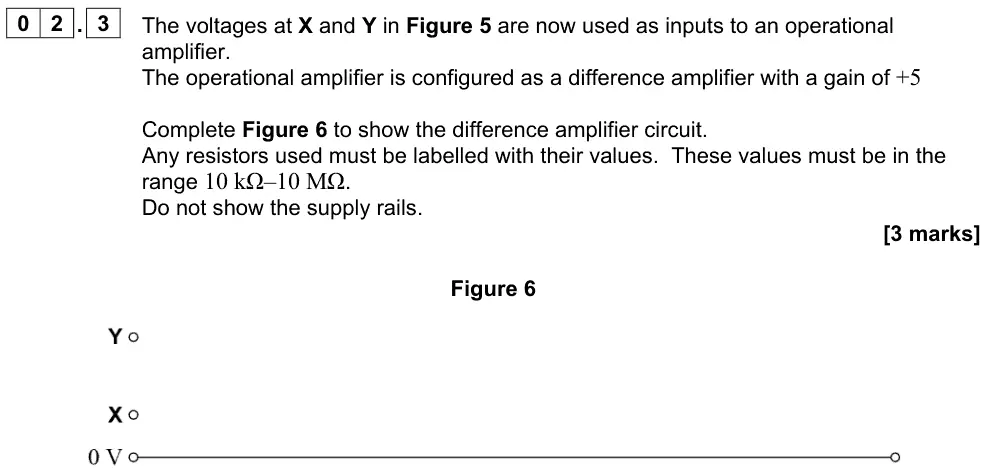 0 2 . 3 The voltages at X and Y in Figure 5 are now used as inputs to an operational
amplifier.
The operational amplifier is configured as a difference amplifier with a gain of +5
Complete Figure 6 to show the difference amplifier circuit.
Any resistors used must be labelled with their values. These values must be in the
range 10 kΩ–10 MΩ.
Do not show the supply rails.
[3 marks]
Figure 6
Y
X
0 V